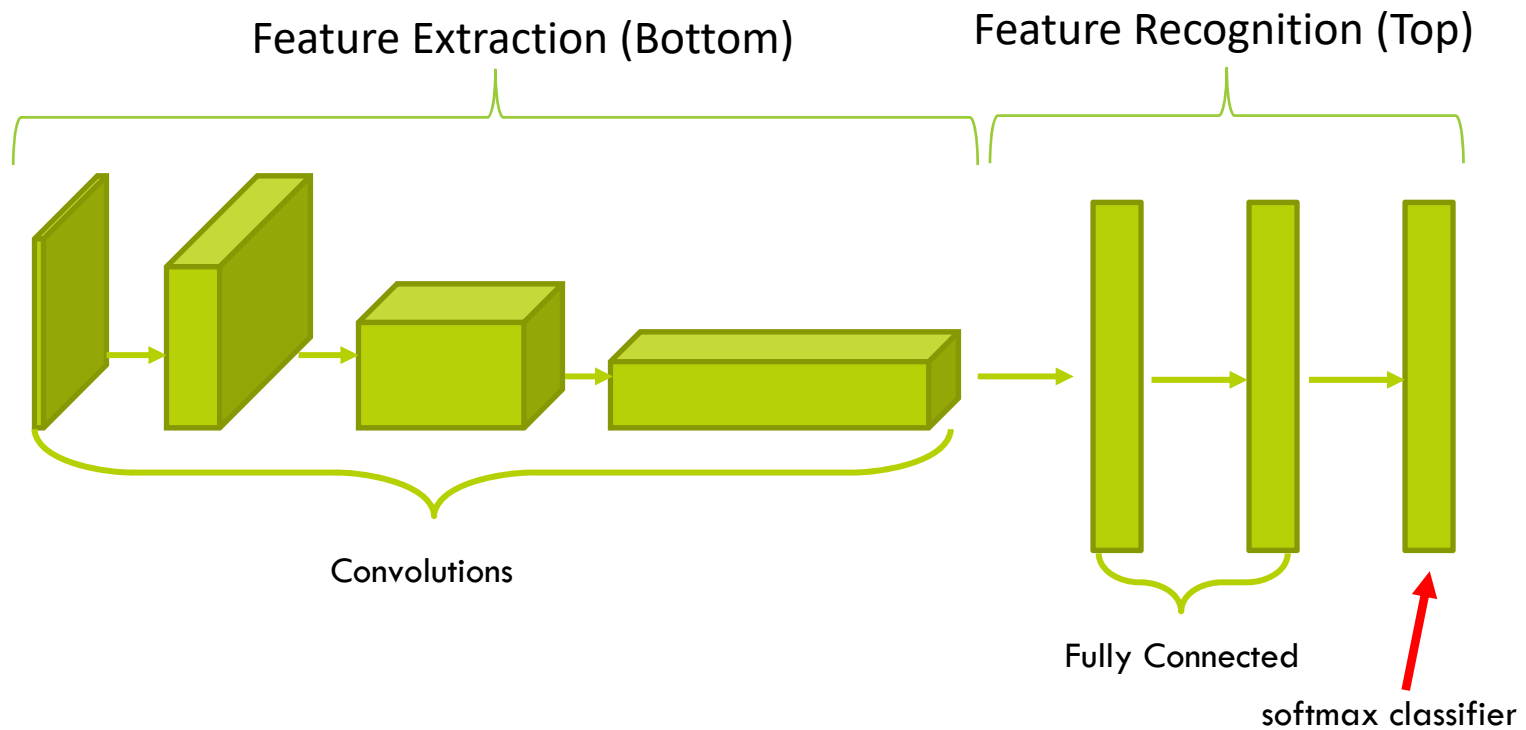 Feature Extraction (Bottom)
Feature Recognition (Top)
Convolutions
Fully Connected
softmax classifier